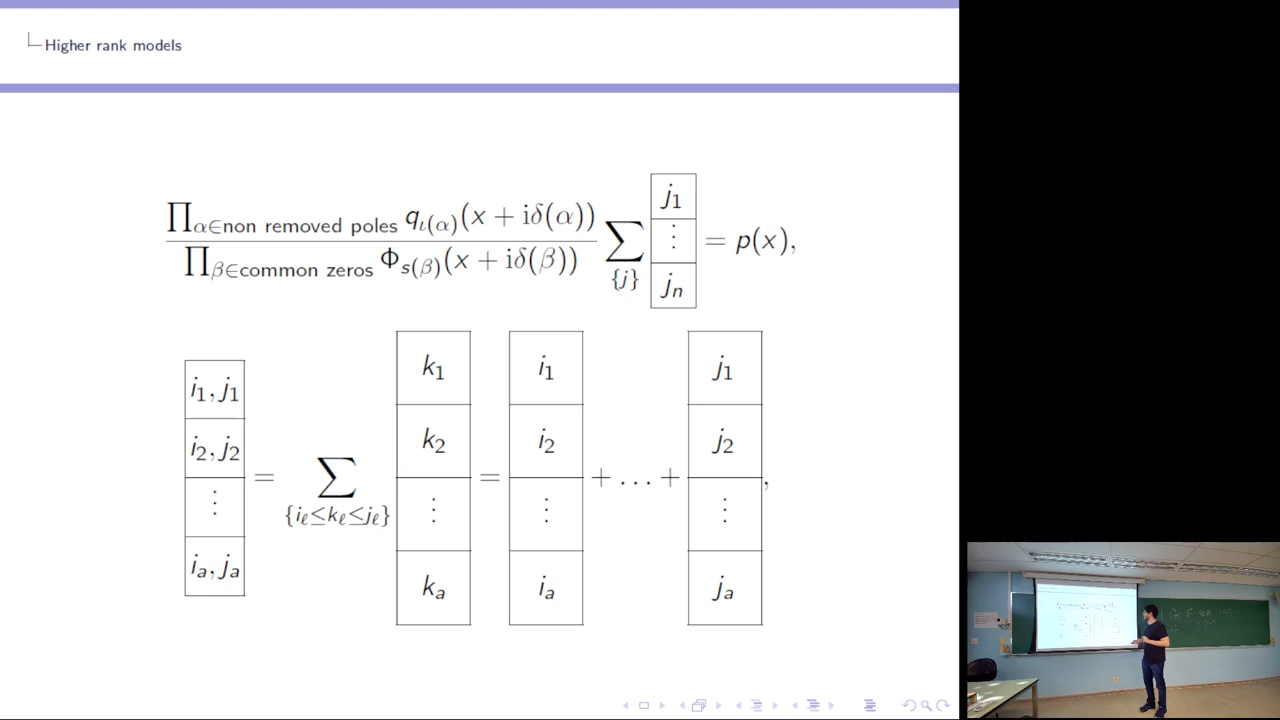 Higher rank models
∏α∈non removed poles qι(α)(x + iδ(α))
∏β∈common zeros Φs(β)(x + iδ(β))
∑{j} j1 ⋮ jn = p(x),
i1, j1
i2, j2
⋮
ia, ja
= ∑{iℓ≤kℓ≤jℓ}
k1
k2
⋮
ka
=
i1
i2
⋮
ia
+ … +
j1
j2
⋮
ja
,